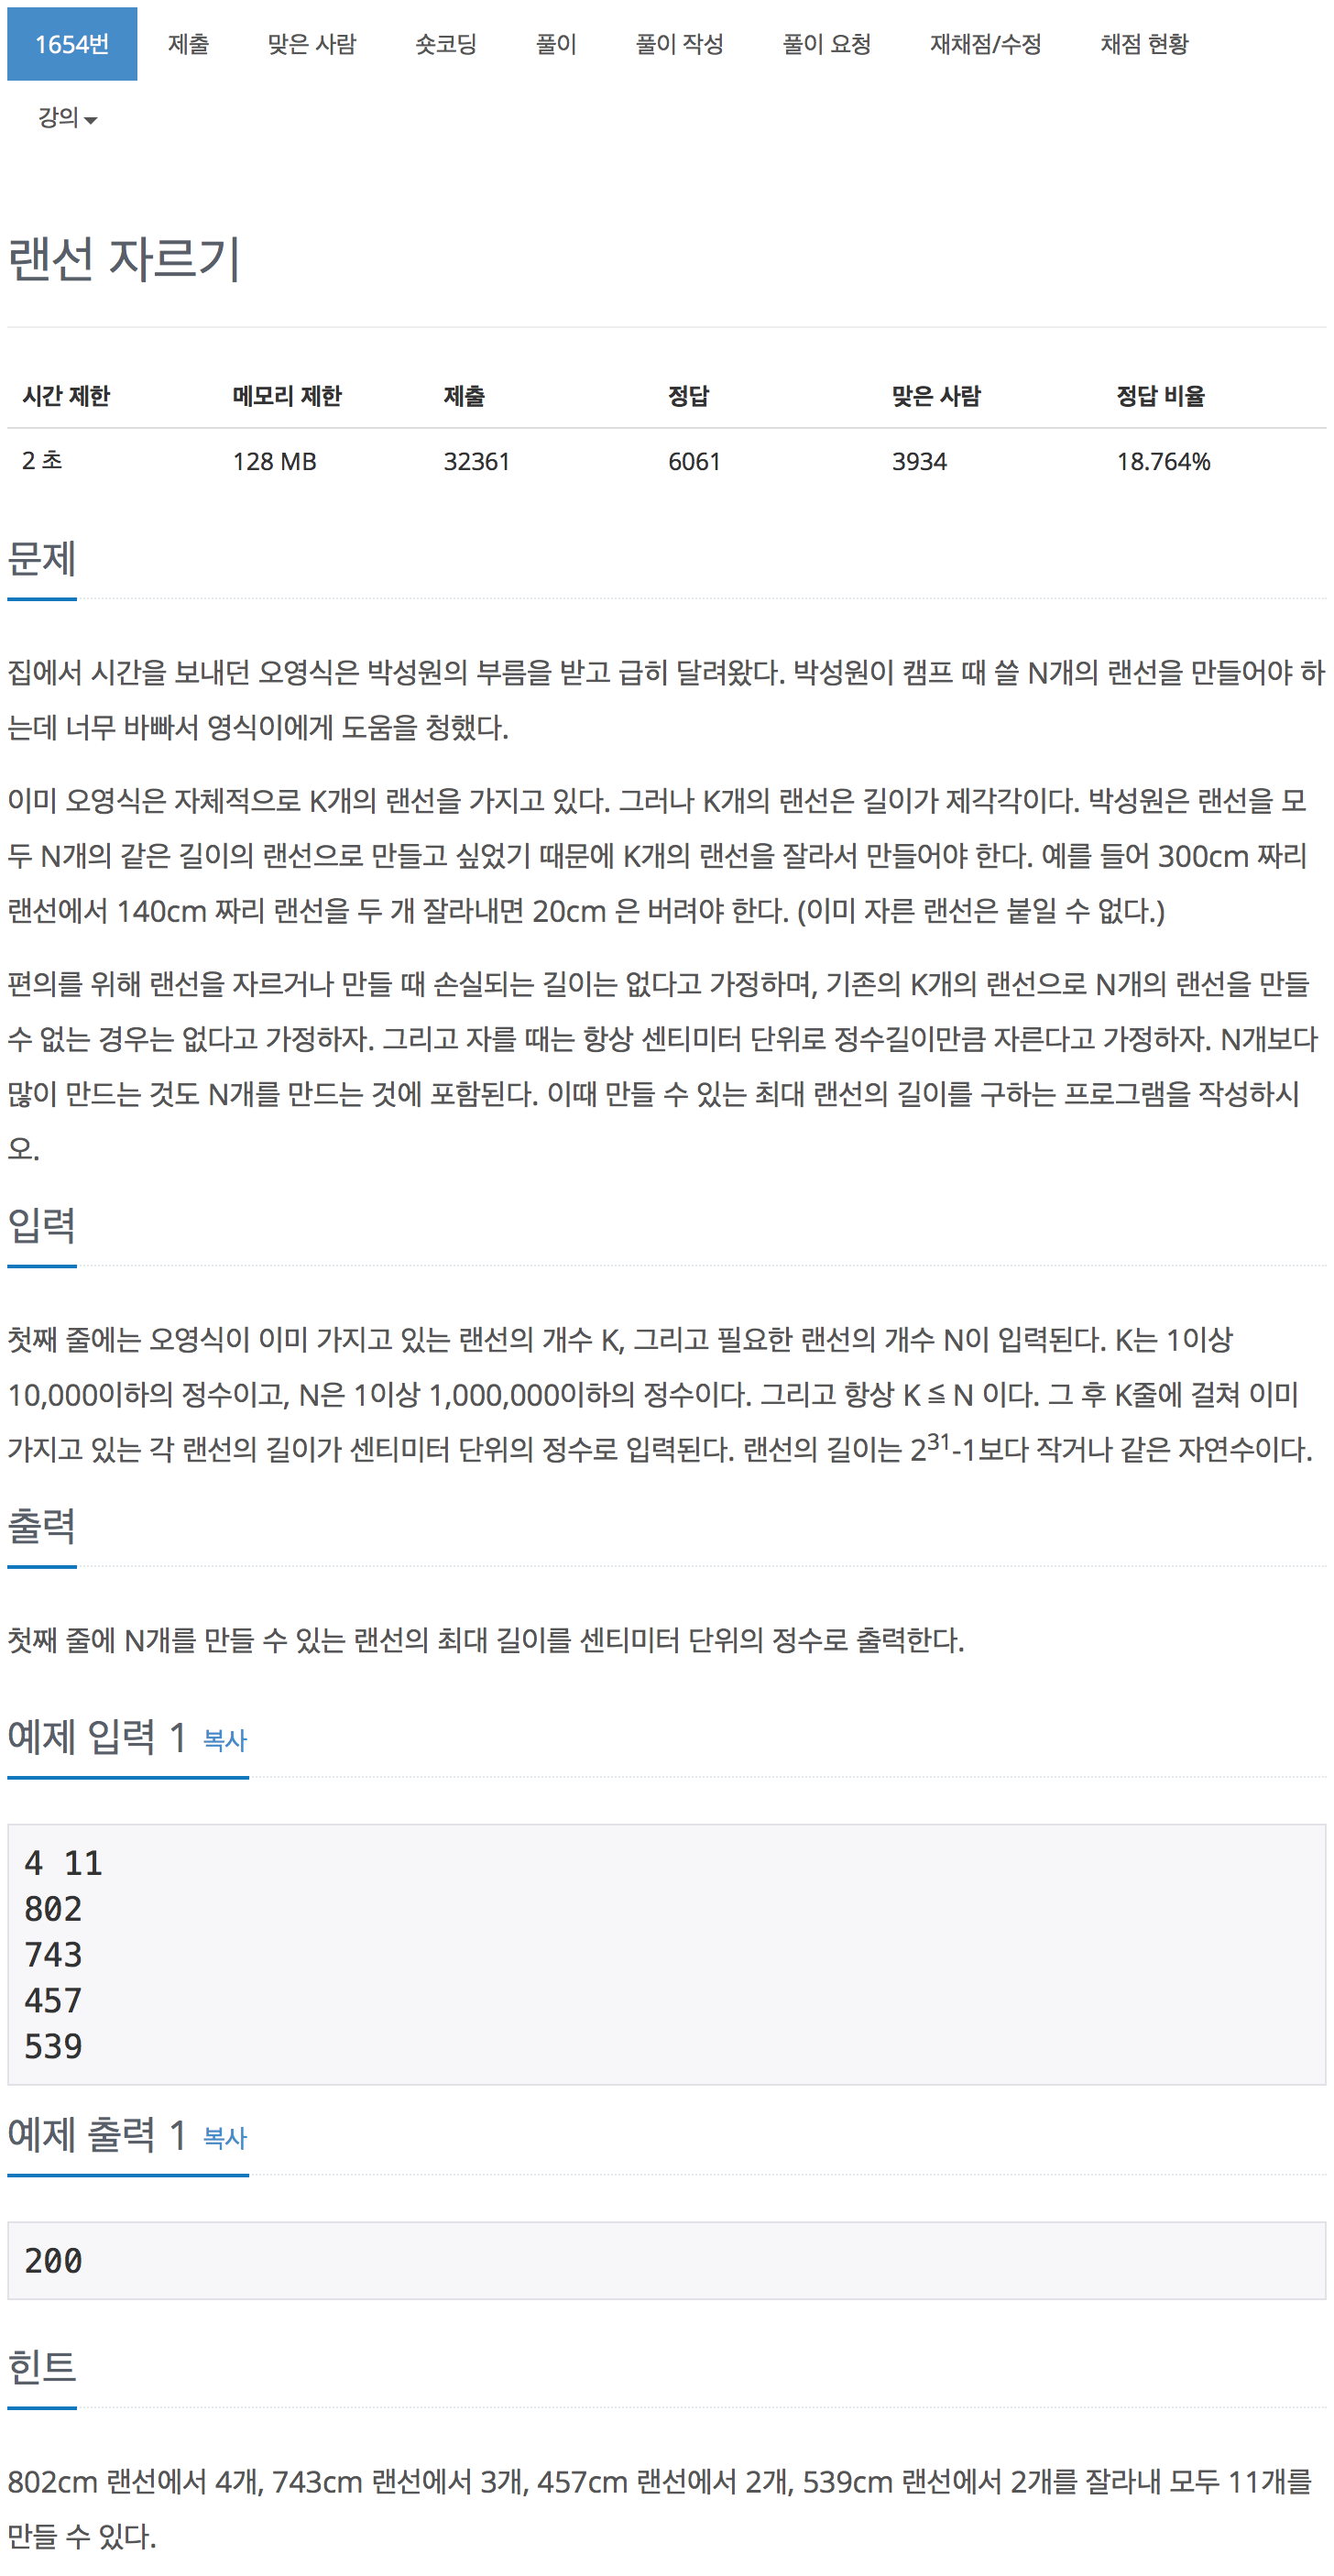 1654번 제출 맞은 사람 숏코딩 풀이 풀이 작성 풀이 요청 재채점/수정 채점 현황
강의
랜선 자르기
시간 제한 메모리 제한 제출 정답 맞은 사람 정답 비율
2 초 128 MB 32361 6061 3934 18.764%
문제
집에서 시간을 보내던 오영식은 박성원의 부름을 받고 급히 달려왔다. 박성원이 캠프 때 쓸 N개의 랜선을 만들어야 하
는데 너무 바빠서 영식이에게 도움을 청했다.
이미 오영식은 자체적으로 K개의 랜선을 가지고 있다. 그러나 K개의 랜선은 길이가 제각각이다. 박성원은 랜선을 모
두 N개의 같은 길이의 랜선으로 만들고 싶었기 때문에 K개의 랜선을 잘라서 만들어야 한다. 예를 들어 300cm 짜리
랜선에서 140cm 짜리 랜선을 두 개 잘라내면 20cm 은 버려야 한다. (이미 자른 랜선은 붙일 수 없다.)
편의를 위해 랜선을 자르거나 만들 때 손실되는 길이는 없다고 가정하며, 기존의 K개의 랜선으로 N개의 랜선을 만들
수 없는 경우는 없다고 가정하자. 그리고 자를 때는 항상 센티미터 단위로 정수길이만큼 자른다고 가정하자. N개보다
많이 만드는 것도 N개를 만드는 것에 포함된다. 이때 만들 수 있는 최대 랜선의 길이를 구하는 프로그램을 작성하시
오.
입력
첫째 줄에는 오영식이 이미 가지고 있는 랜선의 개수 K, 그리고 필요한 랜선의 개수 N이 입력된다. K는 1이상
10,000이하의 정수이고, N은 1이상 1,000,000이하의 정수이다. 그리고 항상 K ≦ N 이다. 그 후 K줄에 걸쳐 이미
가지고 있는 각 랜선의 길이가 센티미터 단위의 정수로 입력된다. 랜선의 길이는 2^31-1보다 작거나 같은 자연수이다.
출력
첫째 줄에 N개를 만들 수 있는 랜선의 최대 길이를 센티미터 단위의 정수로 출력한다.
예제 입력 1 복사
4 11
802
743
457
539
예제 출력 1 복사
200
힌트
802cm 랜선에서 4개, 743cm 랜선에서 3개, 457cm 랜선에서 2개, 539cm 랜선에서 2개를 잘라내 모두 11개를
만들 수 있다.